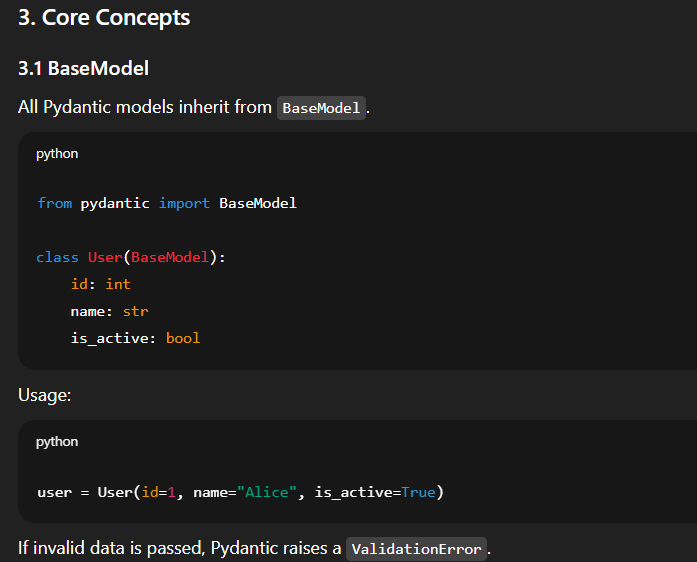 3. Core Concepts
3.1 BaseModel
All Pydantic models inherit from BaseModel.
python
from pydantic import BaseModel
class User(BaseModel):
    id: int
    name: str
    is_active: bool
Usage:
python
user = User(id=1, name="Alice", is_active=True)
If invalid data is passed, Pydantic raises a ValidationError.